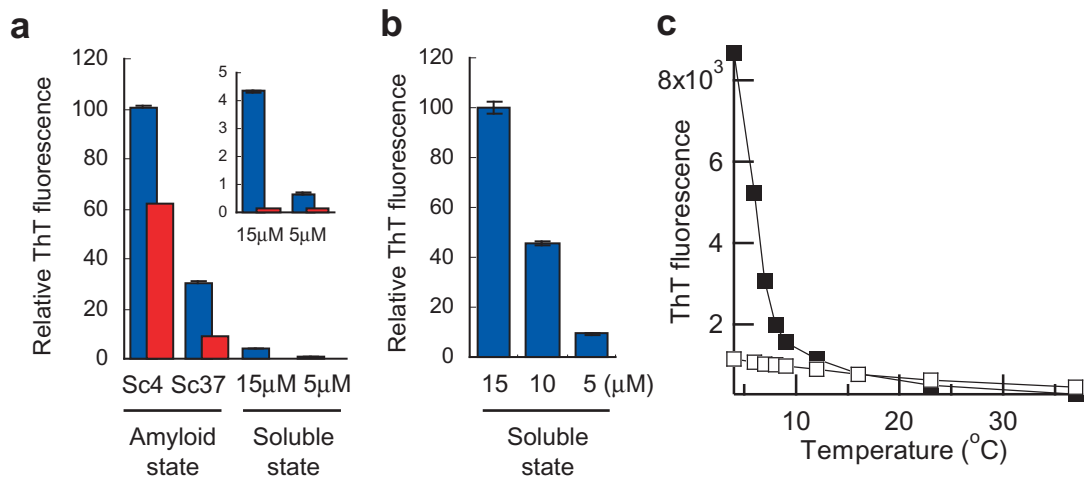 a
Relative ThT fluorescence
120
100
80
60
40
20
0
5
4
3
2
1
0
15µM 5µM
Sc4 Sc37 15µM 5µM
Amyloid state
Soluble state
b
Relative ThT fluorescence
120
100
80
60
40
20
0
15 10 5 (µM)
Soluble state
c
ThT fluorescence
8x10³
6
4
2
10 20 30
Temperature (°C)